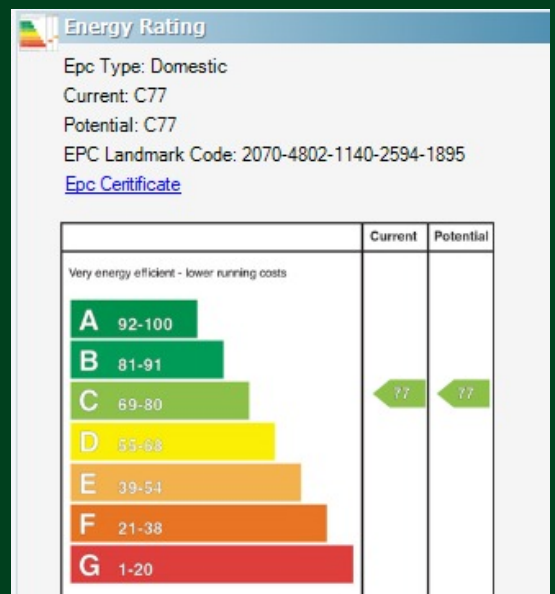 Energy Rating
Epc Type: Domestic
Current: C77
Potential: C77
EPC Landmark Code: 2070-4802-1140-2594-1895
Epc Ceritificate
Current Potential
Very energy efficient - lower running costs
A 92-100
B 81-91
C 69-80 77 77
D 55-68
E 39-54
F 21-38
G 1-20